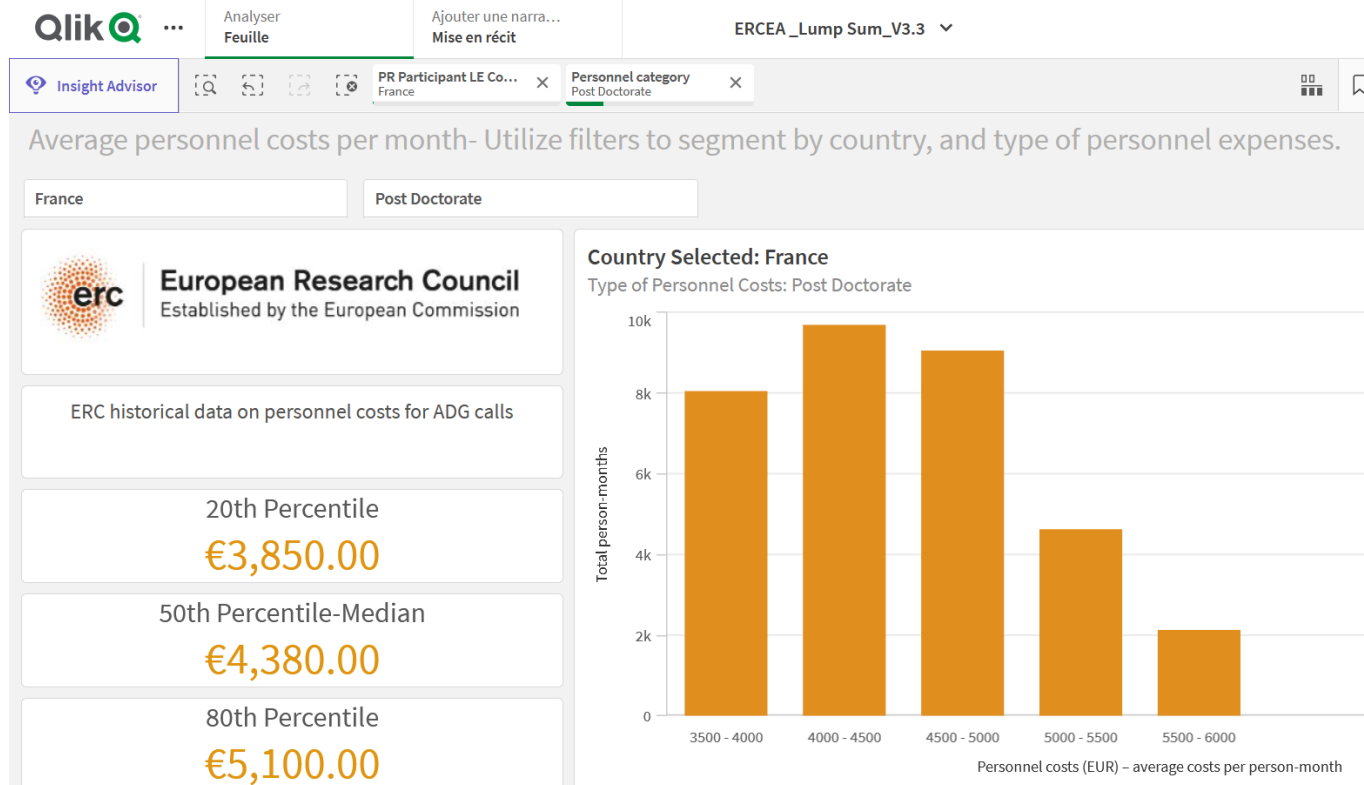 Qlik
Analyser
Feuille
Ajouter une narra…
Mise en récit
ERCEA _Lump Sum_V3.3
Insight Advisor
PR Participant LE Co…
France
Personnel category
Post Doctorate
Average personnel costs per month- Utilize filters to segment by country, and type of personnel expenses.
France
Post Doctorate
erc
European Research Council
Established by the European Commission
ERC historical data on personnel costs for ADG calls
20th Percentile
€3,850.00
50th Percentile-Median
€4,380.00
80th Percentile
€5,100.00
Country Selected: France
Type of Personnel Costs: Post Doctorate
Total person-months
10k
8k
6k
4k
2k
0
3500 - 4000
4000 - 4500
4500 - 5000
5000 - 5500
5500 - 6000
Personnel costs (EUR) – average costs per person-month